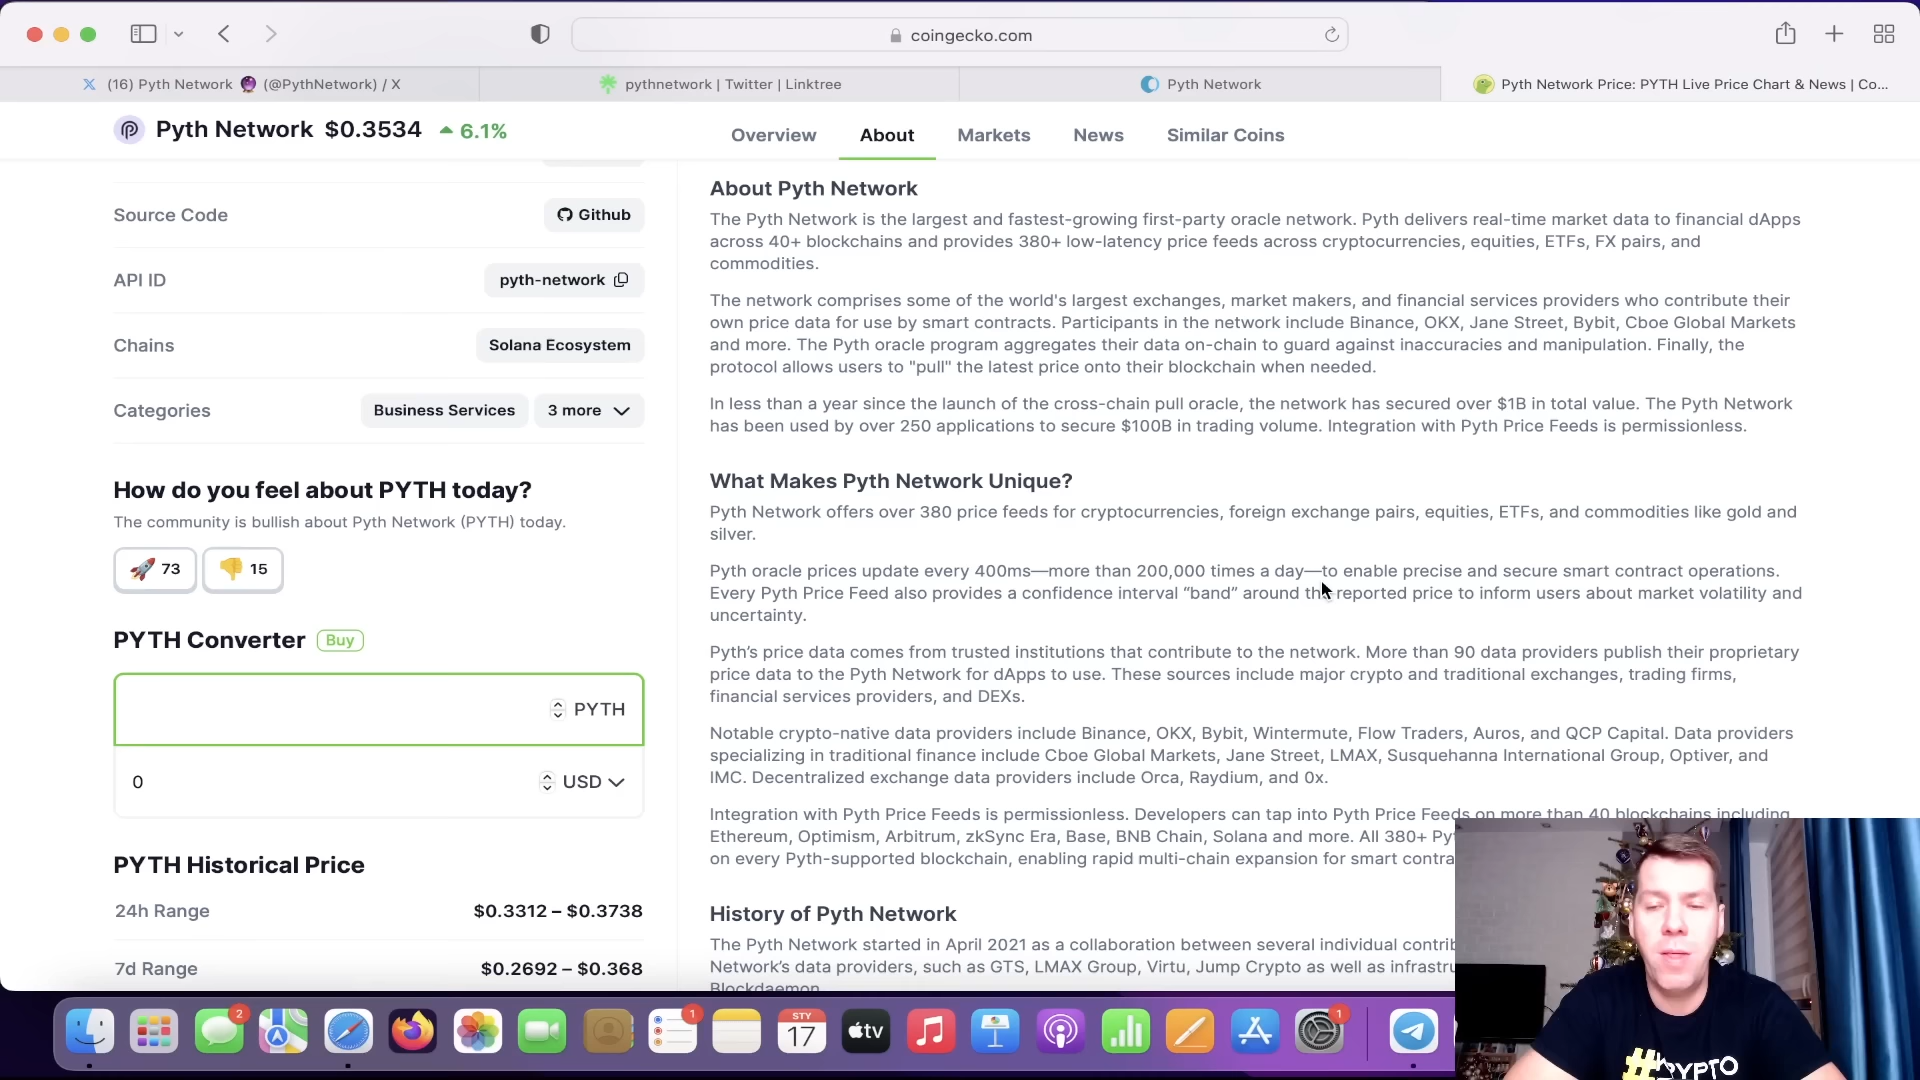 coingecko.com
(16) Pyth Network 🔮 (@PythNetwork) / X
pythnetwork | Twitter | Linktree
Pyth Network
Pyth Network Price: PYTH Live Price Chart & News | Co...
Pyth Network $0.3534 6.1%
Overview
About
Markets
News
Similar Coins
Source Code
Github
API ID
pyth-network
Chains
Solana Ecosystem
Categories
Business Services
3 more
How do you feel about PYTH today?
The community is bullish about Pyth Network (PYTH) today.
🚀 73
👎 15
PYTH Converter
Buy
PYTH
0
USD
PYTH Historical Price
24h Range
$0.3312 – $0.3738
7d Range
$0.2692 – $0.368
About Pyth Network
The Pyth Network is the largest and fastest-growing first-party oracle network. Pyth delivers real-time market data to financial dApps
across 40+ blockchains and provides 380+ low-latency price feeds across cryptocurrencies, equities, ETFs, FX pairs, and
commodities.
The network comprises some of the world's largest exchanges, market makers, and financial services providers who contribute their
own price data for use by smart contracts. Participants in the network include Binance, OKX, Jane Street, Bybit, Cboe Global Markets
and more. The Pyth oracle program aggregates their data on-chain to guard against inaccuracies and manipulation. Finally, the
protocol allows users to "pull" the latest price onto their blockchain when needed.
In less than a year since the launch of the cross-chain pull oracle, the network has secured over $1B in total value. The Pyth Network
has been used by over 250 applications to secure $100B in trading volume. Integration with Pyth Price Feeds is permissionless.
What Makes Pyth Network Unique?
Pyth Network offers over 380 price feeds for cryptocurrencies, foreign exchange pairs, equities, ETFs, and commodities like gold and
silver.
Pyth oracle prices update every 400ms—more than 200,000 times a day—to enable precise and secure smart contract operations.
Every Pyth Price Feed also provides a confidence interval “band” around the reported price to inform users about market volatility and
uncertainty.
Pyth’s price data comes from trusted institutions that contribute to the network. More than 90 data providers publish their proprietary
price data to the Pyth Network for dApps to use. These sources include major crypto and traditional exchanges, trading firms,
financial services providers, and DEXs.
Notable crypto-native data providers include Binance, OKX, Bybit, Wintermute, Flow Traders, Auros, and QCP Capital. Data providers
specializing in traditional finance include Cboe Global Markets, Jane Street, LMAX, Susquehanna International Group, Optiver, and
IMC. Decentralized exchange data providers include Orca, Raydium, and 0x.
Integration with Pyth Price Feeds is permissionless. Developers can tap into Pyth Price Feeds on more than 40 blockchains including
Ethereum, Optimism, Arbitrum, zkSync Era, Base, BNB Chain, Solana and more. All 380+ Py
on every Pyth-supported blockchain, enabling rapid multi-chain expansion for smart contra
History of Pyth Network
The Pyth Network started in April 2021 as a collaboration between several individual contrib
Network’s data providers, such as GTS, LMAX Group, Virtu, Jump Crypto as well as infrastru
Blockdaemon.
2
1
STY
17
tv
1
#
YPTO